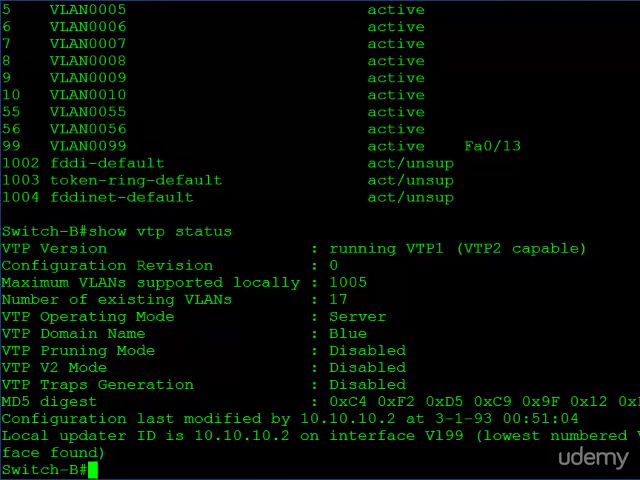 5    VLAN0005                         active
6    VLAN0006                         active
7    VLAN0007                         active
8    VLAN0008                         active
9    VLAN0009                         active
10   VLAN0010                         active
55   VLAN0055                         active
56   VLAN0056                         active
99   VLAN0099                         active    Fa0/13
1002 fddi-default                     act/unsup
1003 token-ring-default               act/unsup
1004 fddinet-default                  act/unsup
Switch-B#show vtp status
VTP Version                     : running VTP1 (VTP2 capable)
Configuration Revision          : 0
Maximum VLANs supported locally : 1005
Number of existing VLANs        : 17
VTP Operating Mode              : Server
VTP Domain Name                 : Blue
VTP Pruning Mode                : Disabled
VTP V2 Mode                     : Disabled
VTP Traps Generation            : Disabled
MD5 digest                      : 0xC4 0xF2 0xD5 0xC9 0x9F 0x12
Configuration last modified by 10.10.10.2 at 3-1-93 00:51:04
Local updater ID is 10.10.10.2 on interface Vl99 (lowest numbered
face found)
Switch-B#
udemy